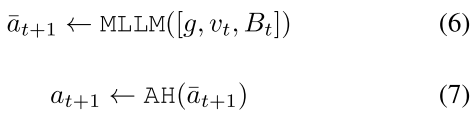 ā_{t+1} ← MLLM([g, v_t, B_t]) (6)
a_{t+1} ← AH(ā_{t+1}) (7)